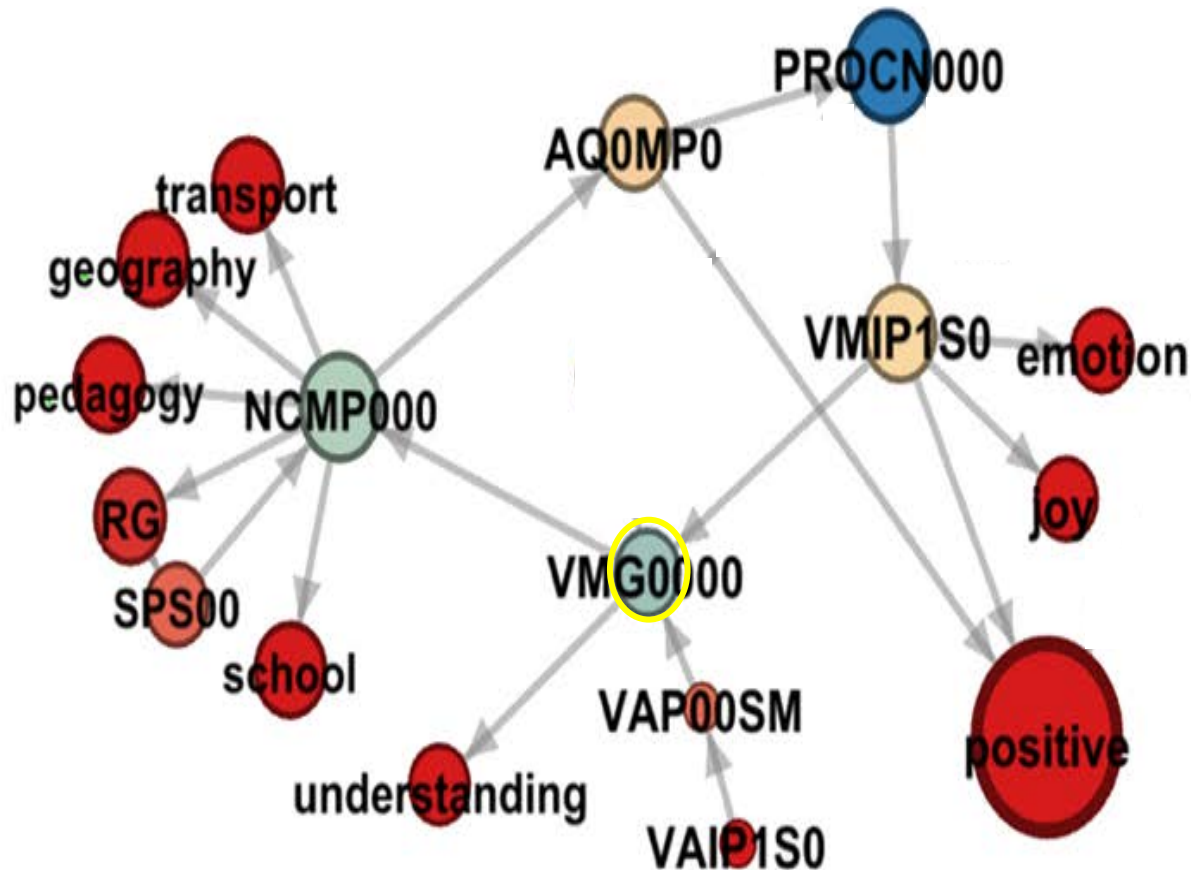 PROCN000
AQ0MP0
transport
geography
VMIP1S0
emotion
pedagogy
NCMP000
RG
joy
VMG0000
SPS00
school
VAP00SM
positive
understanding
VAIP1S0